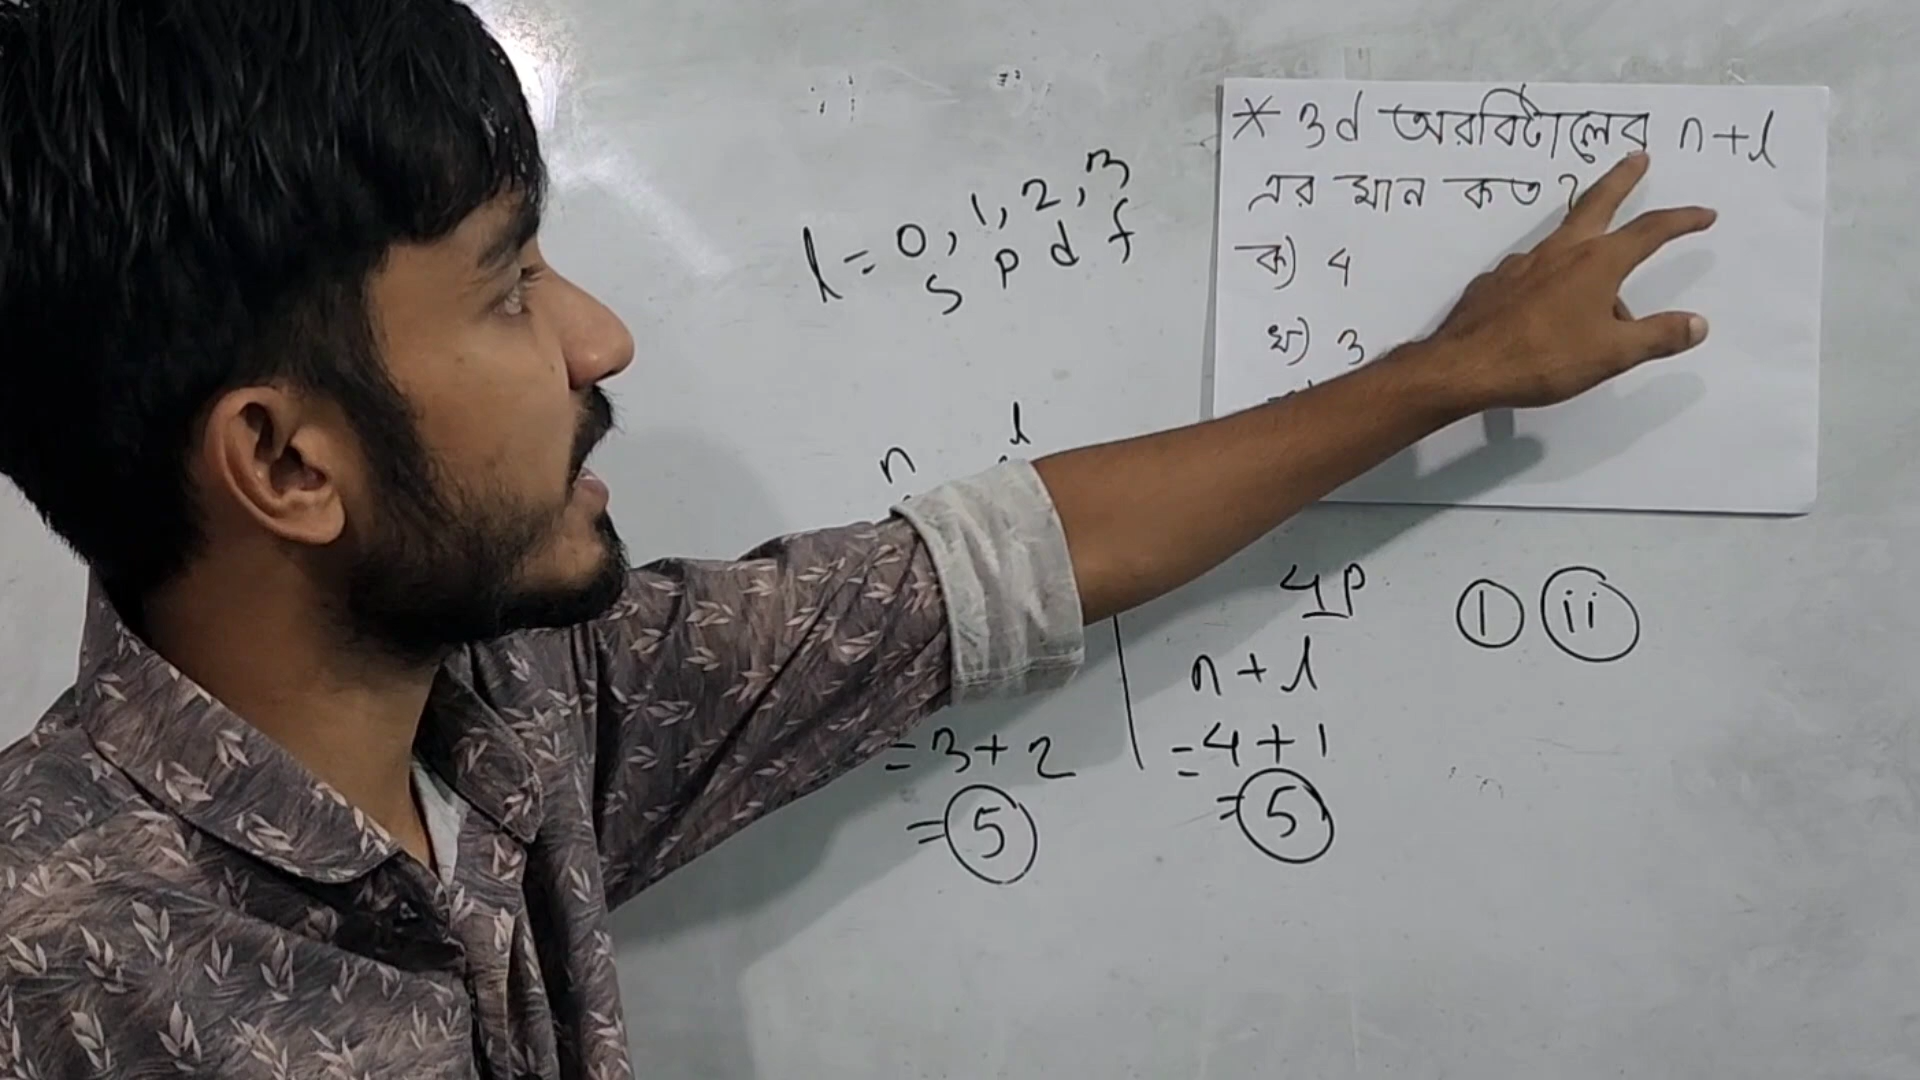 * 3d অরবিটালের n+l
এর মান কত?
ক) 4
খ) 3
l = 0, 1, 2, 3
s p d f
n l
= 3+2
= 5
4p
n+l
= 4+1
= 5
i ii